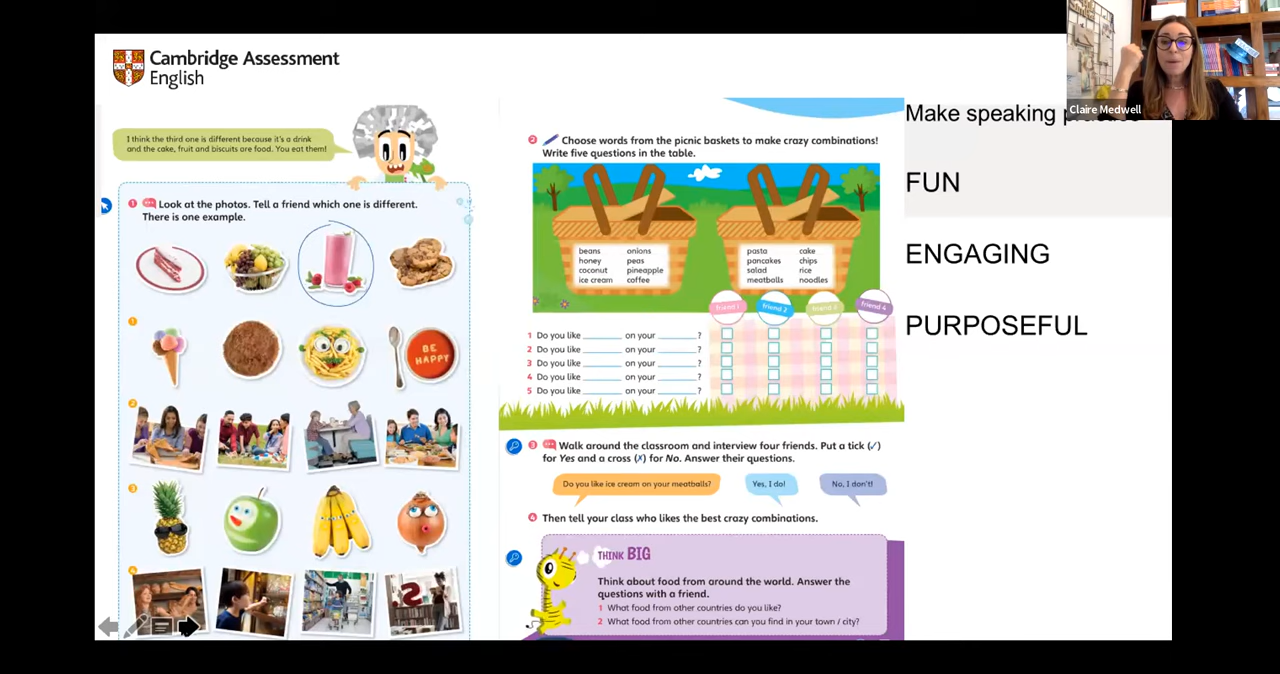 Cambridge Assessment
English
Claire Medwell
Make speaking
FUN
ENGAGING
PURPOSEFUL
I think the third one is different because it's a drink
and the cake, fruit and biscuits are food. You eat them!
1 Look at the photos. Tell a friend which one is different.
There is one example.
1
BE
HAPPY
2
3
4
2 Choose words from the picnic baskets to make crazy combinations!
Write five questions in the table.
beans onions
honey peas
coconut pineapple
ice cream coffee
pasta cake
pancakes chips
salad rice
meatballs noodles
friend 1 friend 2 friend 3 friend 4
1 Do you like ______ on your ______ ?
2 Do you like ______ on your ______ ?
3 Do you like ______ on your ______ ?
4 Do you like ______ on your ______ ?
5 Do you like ______ on your ______ ?
3 Walk around the classroom and interview four friends. Put a tick (✓)
for Yes and a cross (✗) for No. Answer their questions.
Do you like ice cream on your meatballs?
Yes, I do!
No, I don't!
4 Then tell your class who likes the best crazy combinations.
THINK BIG
Think about food from around the world. Answer the
questions with a friend.
1 What food from other countries do you like?
2 What food from other countries can you find in your town / city?